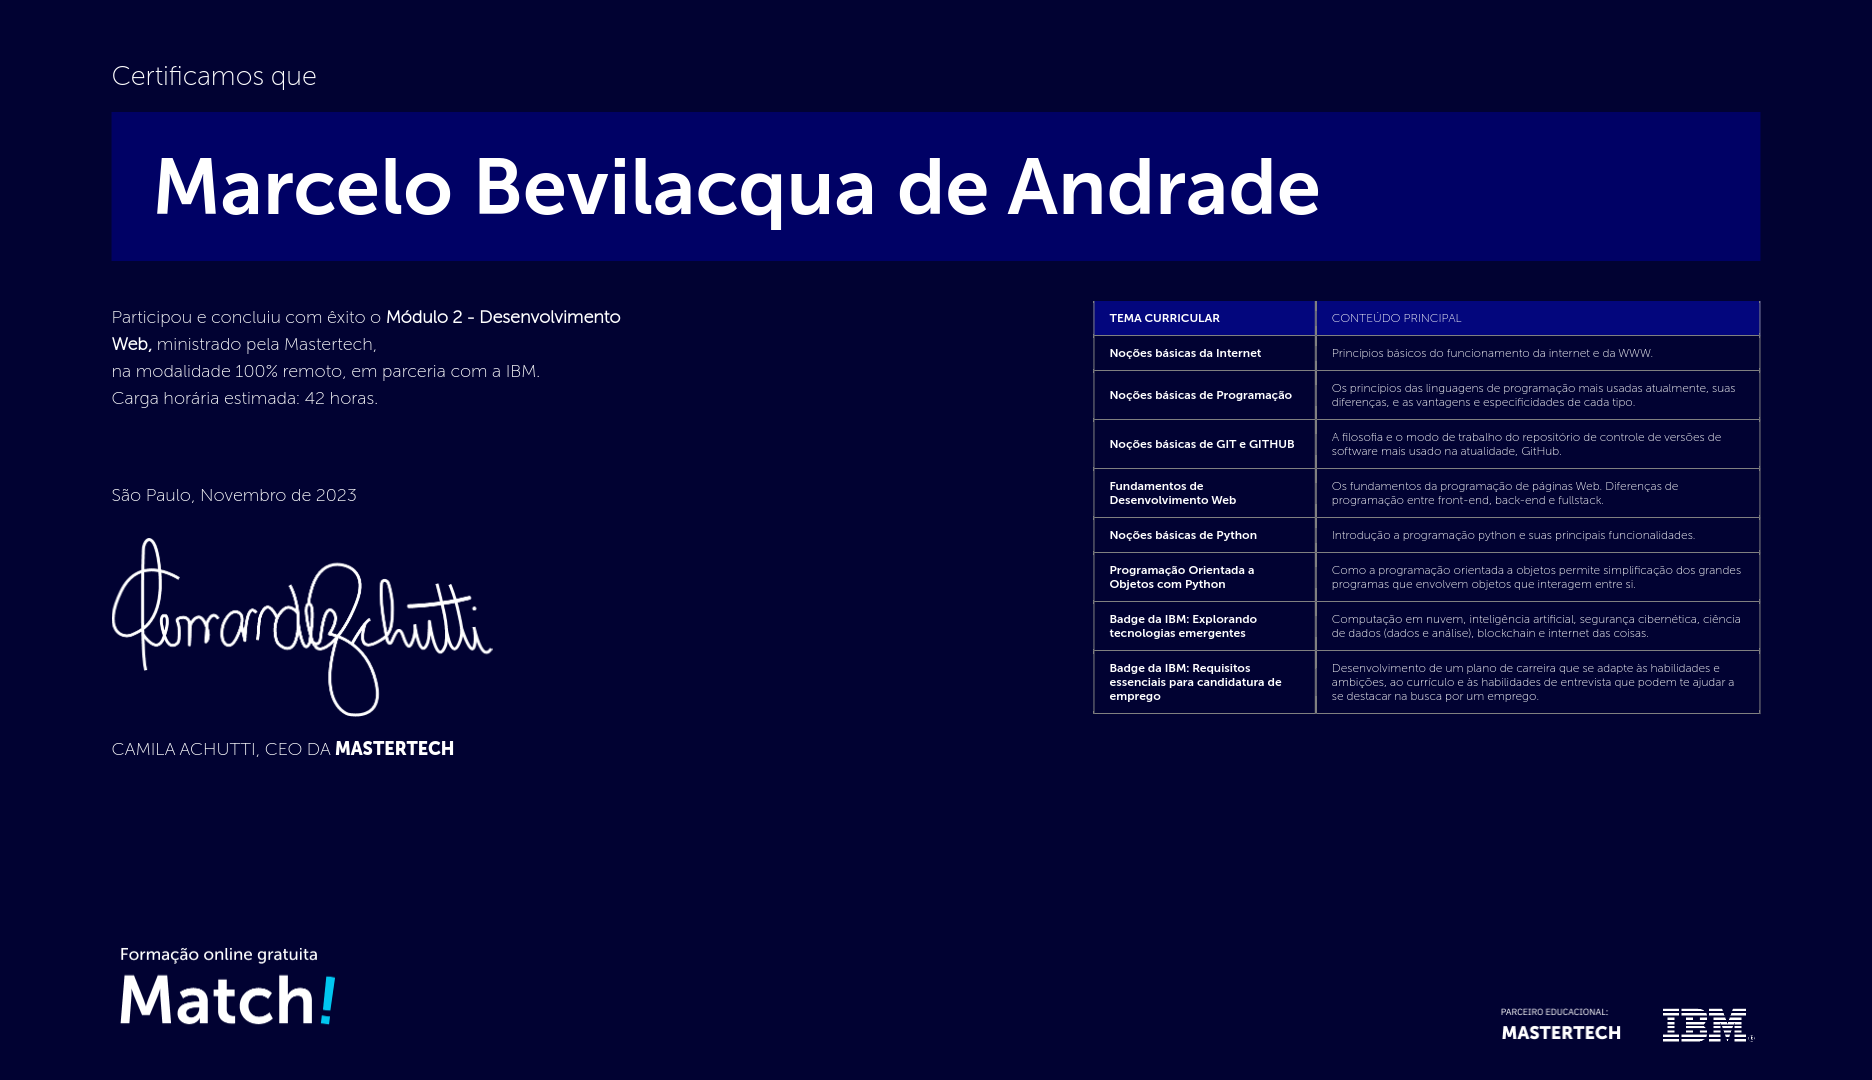 Certificamos que
Marcelo Bevilacqua de Andrade
Participou e concluiu com êxito o Módulo 2 - Desenvolvimento
Web, ministrado pela Mastertech,
na modalidade 100% remoto, em parceria com a IBM.
Carga horária estimada: 42 horas.
São Paulo, Novembro de 2023
CAMILA ACHUTTI, CEO DA MASTERTECH
TEMA CURRICULAR
CONTEÚDO PRINCIPAL
Noções básicas da Internet
Princípios básicos do funcionamento da internet e da WWW.
Noções básicas de Programação
Os princípios das linguagens de programação mais usadas atualmente, suas
diferenças, e as vantagens e especificidades de cada tipo.
Noções básicas de GIT e GITHUB
A filosofia e o modo de trabalho do repositório de controle de versões de
software mais usado na atualidade, GitHub.
Fundamentos de
Desenvolvimento Web
Os fundamentos da programação de páginas Web. Diferenças de
programação entre front-end, back-end e fullstack.
Noções básicas de Python
Introdução a programação python e suas principais funcionalidades.
Programação Orientada a
Objetos com Python
Como a programação orientada a objetos permite simplificação dos grandes
programas que envolvem objetos que interagem entre si.
Badge da IBM: Explorando
tecnologias emergentes
Computação em nuvem, inteligência artificial, segurança cibernética, ciência
de dados (dados e análise), blockchain e internet das coisas.
Badge da IBM: Requisitos
essenciais para candidatura de
emprego
Desenvolvimento de um plano de carreira que se adapte às habilidades e
ambições, ao currículo e às habilidades de entrevista que podem te ajudar a
se destacar na busca por um emprego.
Formação online gratuita
Match!
PARCEIRO EDUCACIONAL:
MASTERTECH
IBM®